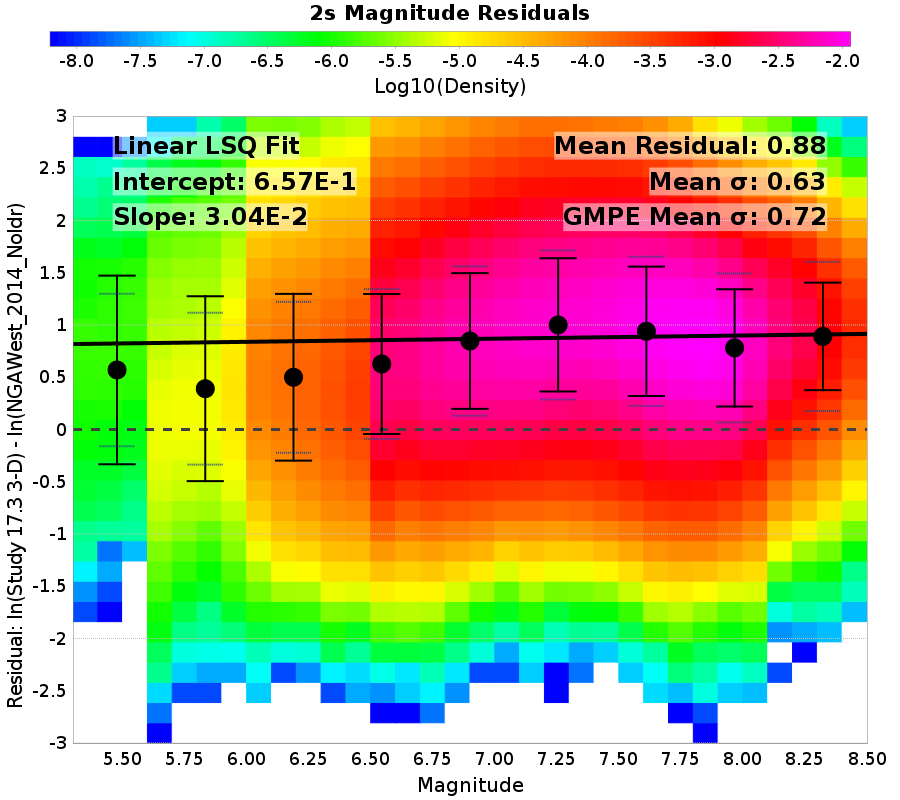 2s Magnitude Residuals
-8.0 -7.5 -7.0 -6.5 -6.0 -5.5 -5.0 -4.5 -4.0 -3.5 -3.0 -2.5 -2.0
Log10(Density)
Linear LSQ Fit
Intercept: 6.57E-1
Slope: 3.04E-2
Mean Residual: 0.88
Mean σ: 0.63
GMPE Mean σ: 0.72
Residual: ln(Study 17.3 3-D) - ln(NGAWest_2014_NoIdr)
3
2.5
2
1.5
1
0.5
0
-0.5
-1
-1.5
-2
-2.5
-3
5.50 5.75 6.00 6.25 6.50 6.75 7.00 7.25 7.50 7.75 8.00 8.25 8.50
Magnitude